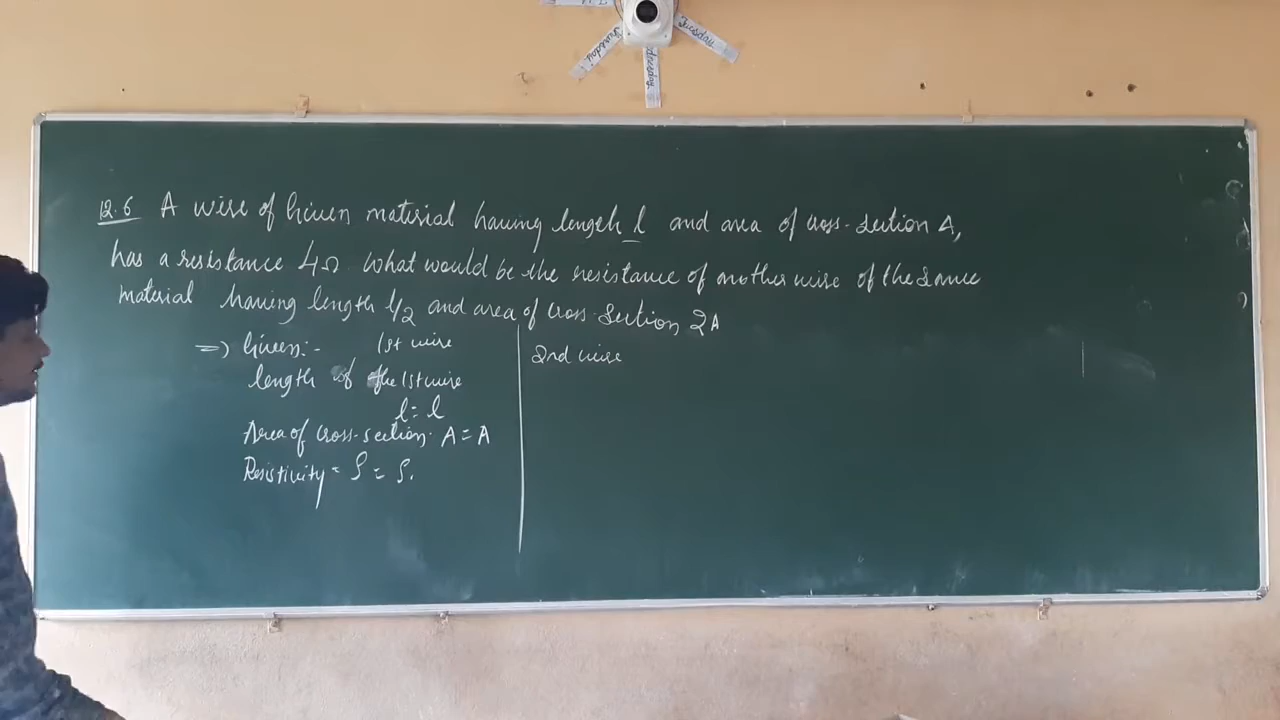 Tuesday
12.6 A wire of Given material having length l and area of cross-section A,
has a resistance 4Ω. What would be the resistance of another wire of the same
material having length l/2 and area of cross-section 2A
=) Given:- 1st wire
length of the 1st wire
l = l
Area of cross-section. A = A
Resistivity = ρ = ρ.
2nd wire